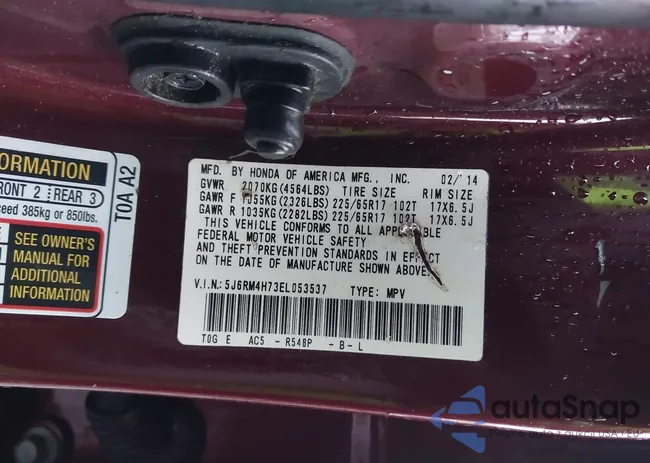 ORMATION
FRONT 2 REAR 3
exceed 385kg or 850lbs.
SEE OWNER'S
MANUAL FOR
ADDITIONAL
INFORMATION
T0A A2
MFD. BY HONDA OF AMERICA MFG., INC. 02/'14
GVWR 2070KG(4564LBS) TIRE SIZE RIM SIZE
GAWR F 1055KG(2326LBS) 225/65R17 102T 17X6.5J
GAWR R 1035KG(2282LBS) 225/65R17 102T 17X6.5J
THIS VEHICLE CONFORMS TO ALL APPLICABLE
FEDERAL MOTOR VEHICLE SAFETY
AND THEFT PREVENTION STANDARDS IN EFFECT
ON THE DATE OF MANUFACTURE SHOWN ABOVE.
V.I.N.:5J6RM4H73EL053537 TYPE: MPV
T0G E AC5 - R548P - B - L
autoSnap